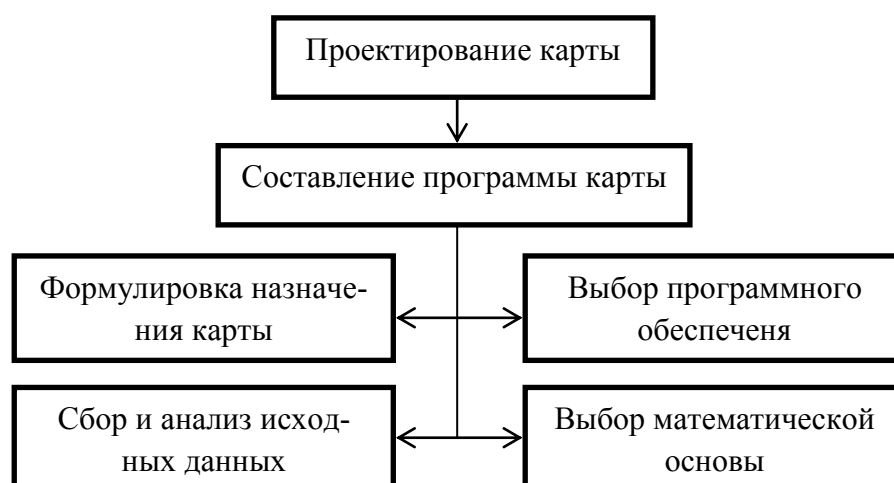 Проектирование карты
Составление программы карты
Формулировка назначе-
ния карты
Выбор программного
обеспеченя
Сбор и анализ исход-
ных данных
Выбор математической
основы